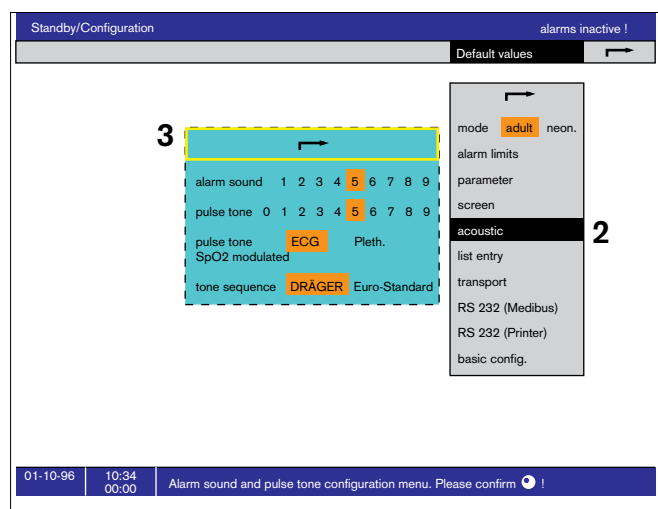 Standby/Configuration alarms inactive !
Default values
3
mode adult neon.
alarm limits
alarm sound 1 2 3 4 5 6 7 8 9
parameter
screen
pulse tone 0 1 2 3 4 5 6 7 8 9
acoustic 2
pulse tone ECG Pleth.
SpO2 modulated
list entry
tone sequence DRÄGER Euro-Standard
transport
RS 232 (Medibus)
RS 232 (Printer)
basic config.
01-10-96 10:34
00:00
Alarm sound and pulse tone configuration menu. Please confirm !